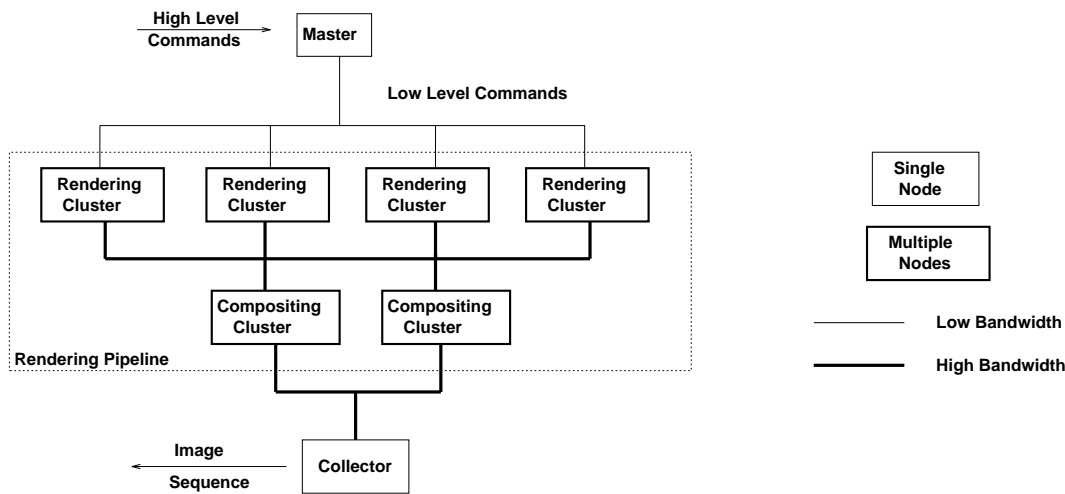 High Level
Commands
Master
Low Level Commands
Rendering
Cluster
Rendering
Cluster
Rendering
Cluster
Rendering
Cluster
Single
Node
Multiple
Nodes
Compositing
Cluster
Compositing
Cluster
Low Bandwidth
Rendering Pipeline
High Bandwidth
Image
Sequence
Collector